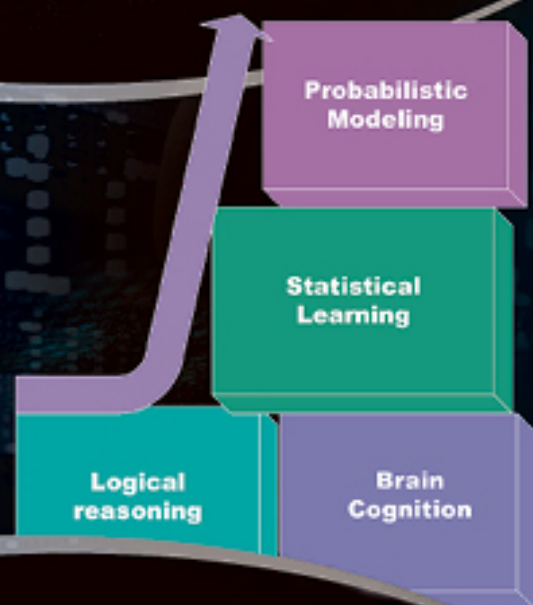 Probabilistic
Modeling
Statistical
Learning
Logical
reasoning
Brain
Cognition